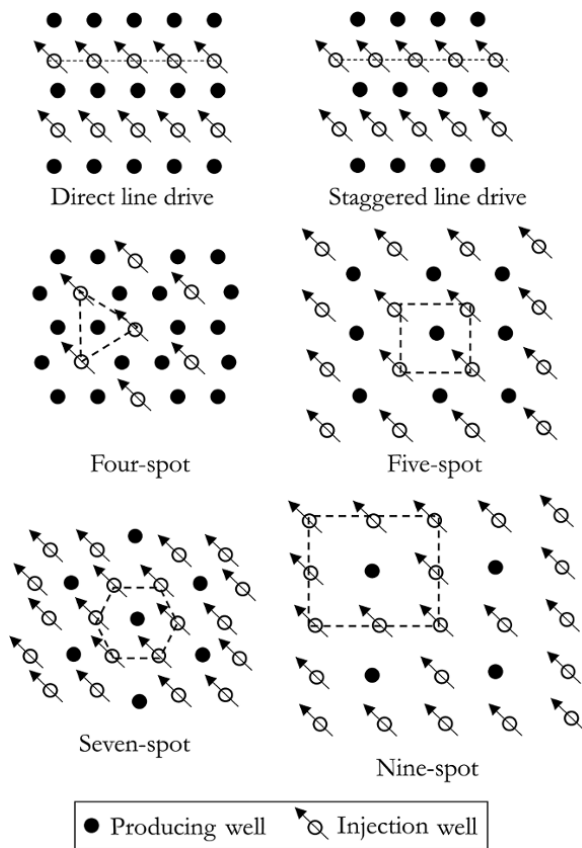 Direct line drive
Staggered line drive
Four-spot
Five-spot
Seven-spot
Nine-spot
Producing well
Injection well